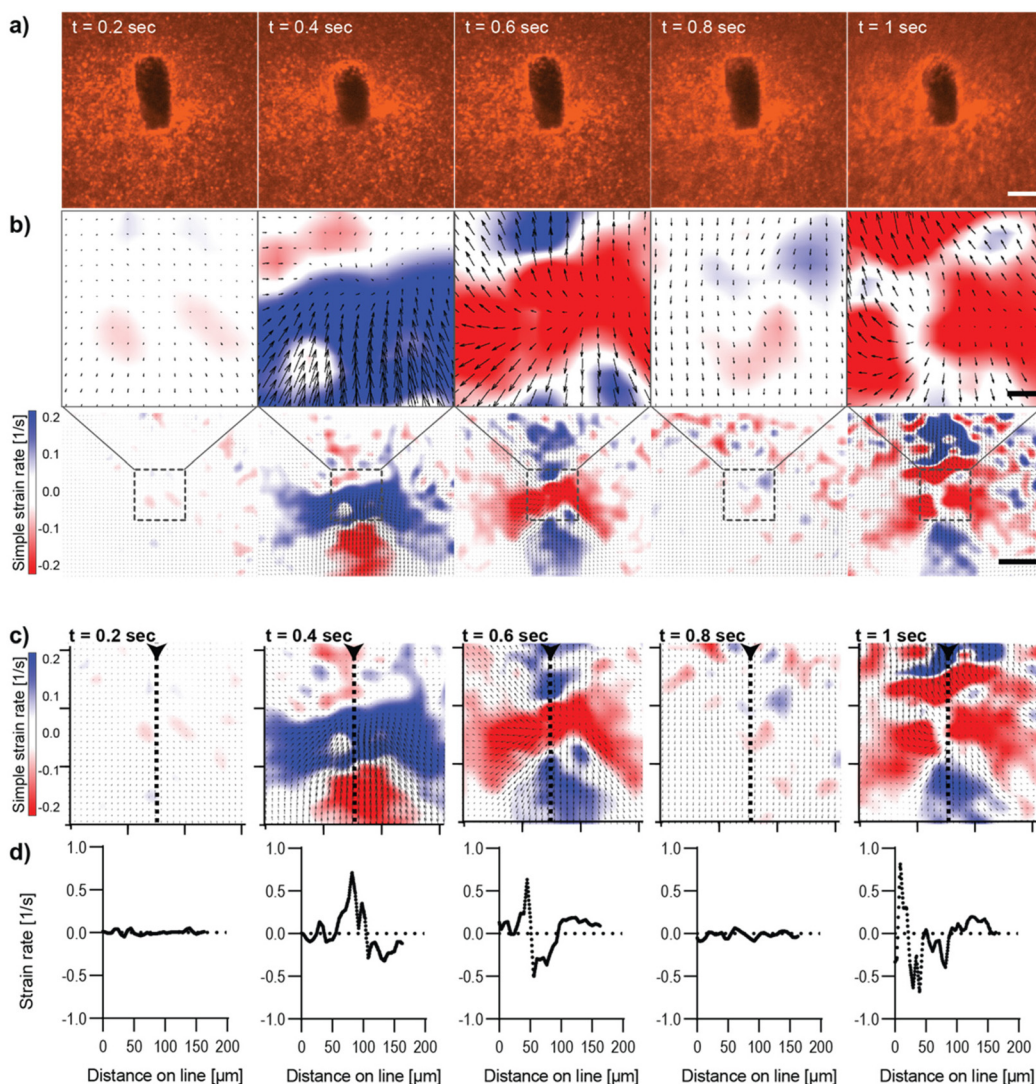 a)
t = 0.2 sec
t = 0.4 sec
t = 0.6 sec
t = 0.8 sec
t = 1 sec
b)
Simple strain rate [1/s]
0.2
0.1
0.0
-0.1
-0.2
c)
t = 0.2 sec
t = 0.4 sec
t = 0.6 sec
t = 0.8 sec
t = 1 sec
Simple strain rate [1/s]
0.2
0.1
0.0
-0.1
-0.2
d)
Strain rate [1/s]
1.0 1.0 1.0 1.0 1.0
0.5 0.5 0.5 0.5 0.5
0.0 0.0 0.0 0.0 0.0
-0.5 -0.5 -0.5 -0.5 -0.5
-1.0 -1.0 -1.0 -1.0 -1.0
0 50 100 150 200 0 50 100 150 200 0 50 100 150 200 0 50 100 150 200 0 50 100 150 200
Distance on line [µm] Distance on line [µm] Distance on line [µm] Distance on line [µm] Distance on line [µm]